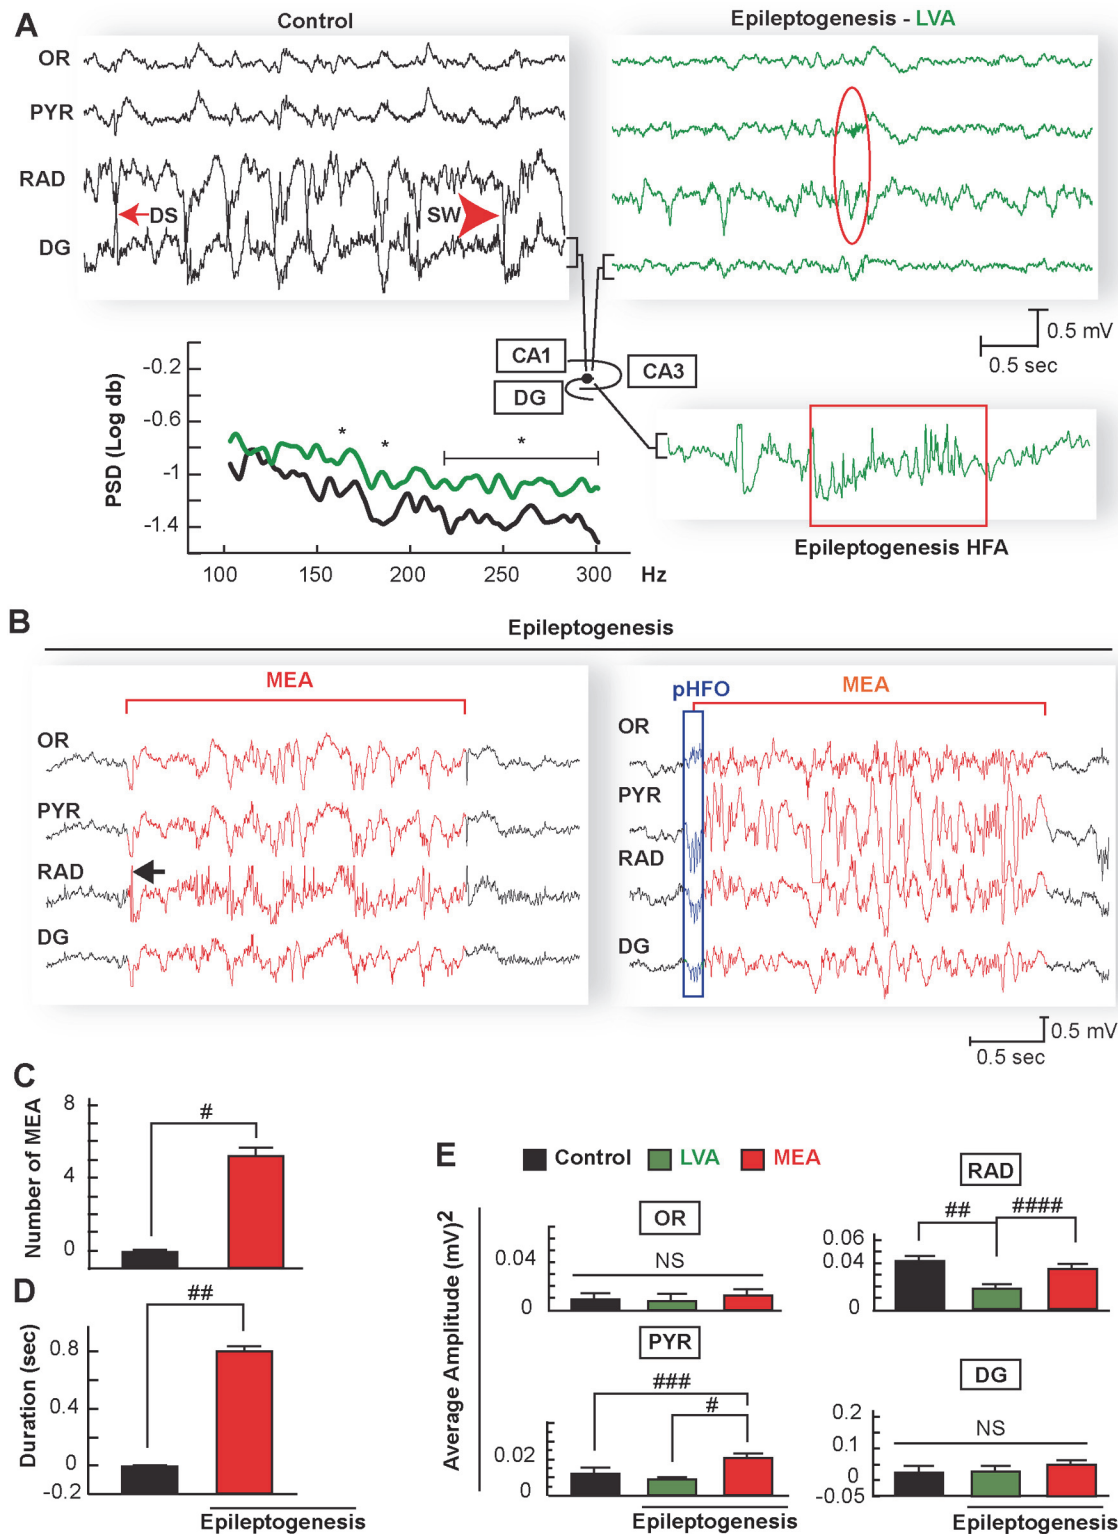 A
Control
Epileptogenesis - LVA
OR
PYR
RAD
DS
SW
DG
0.5 mV
0.5 sec
PSD (Log db)
-0.2
-0.6
-1
-1.4
* * *
100 150 200 250 300 Hz
CA1
CA3
DG
Epileptogenesis HFA
B
Epileptogenesis
MEA
OR
PYR
RAD
DG
pHFO MEA
OR
PYR
RAD
DG
0.5 mV
0.5 sec
C
Number of MEA
8
4
0
#
D
Duration (sec)
0.8
0.4
0
-0.2
##
Epileptogenesis
E
Control LVA MEA
Average Amplitude (mV)2
OR
0.04
0
NS
RAD
0.06
0.04
0
## ####
PYR
0.02
0
###
#
Epileptogenesis
DG
0.2
0.1
0
-0.05
NS
Epileptogenesis